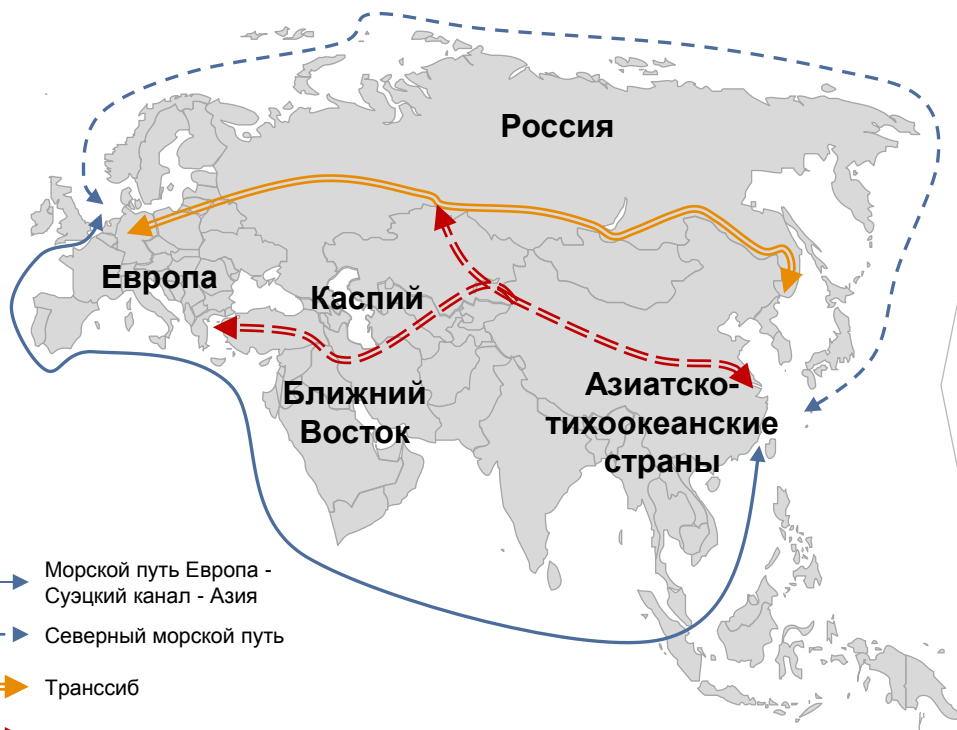 Россия
Европа
Каспий
Ближний
Восток
Азиатско-
тихоокеанские
страны
Морской путь Европа -
Суэцкий канал - Азия
Северный морской путь
Транссиб